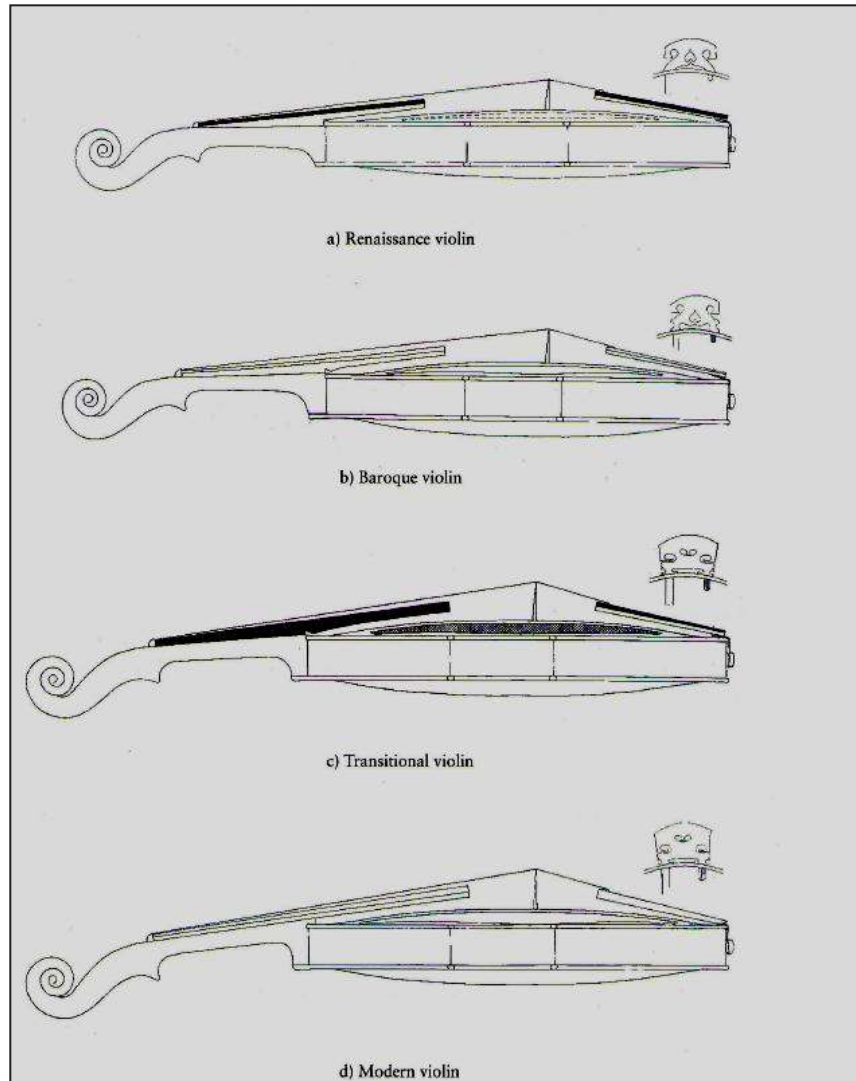 a) Renaissance violin
b) Baroque violin
c) Transitional violin
d) Modern violin